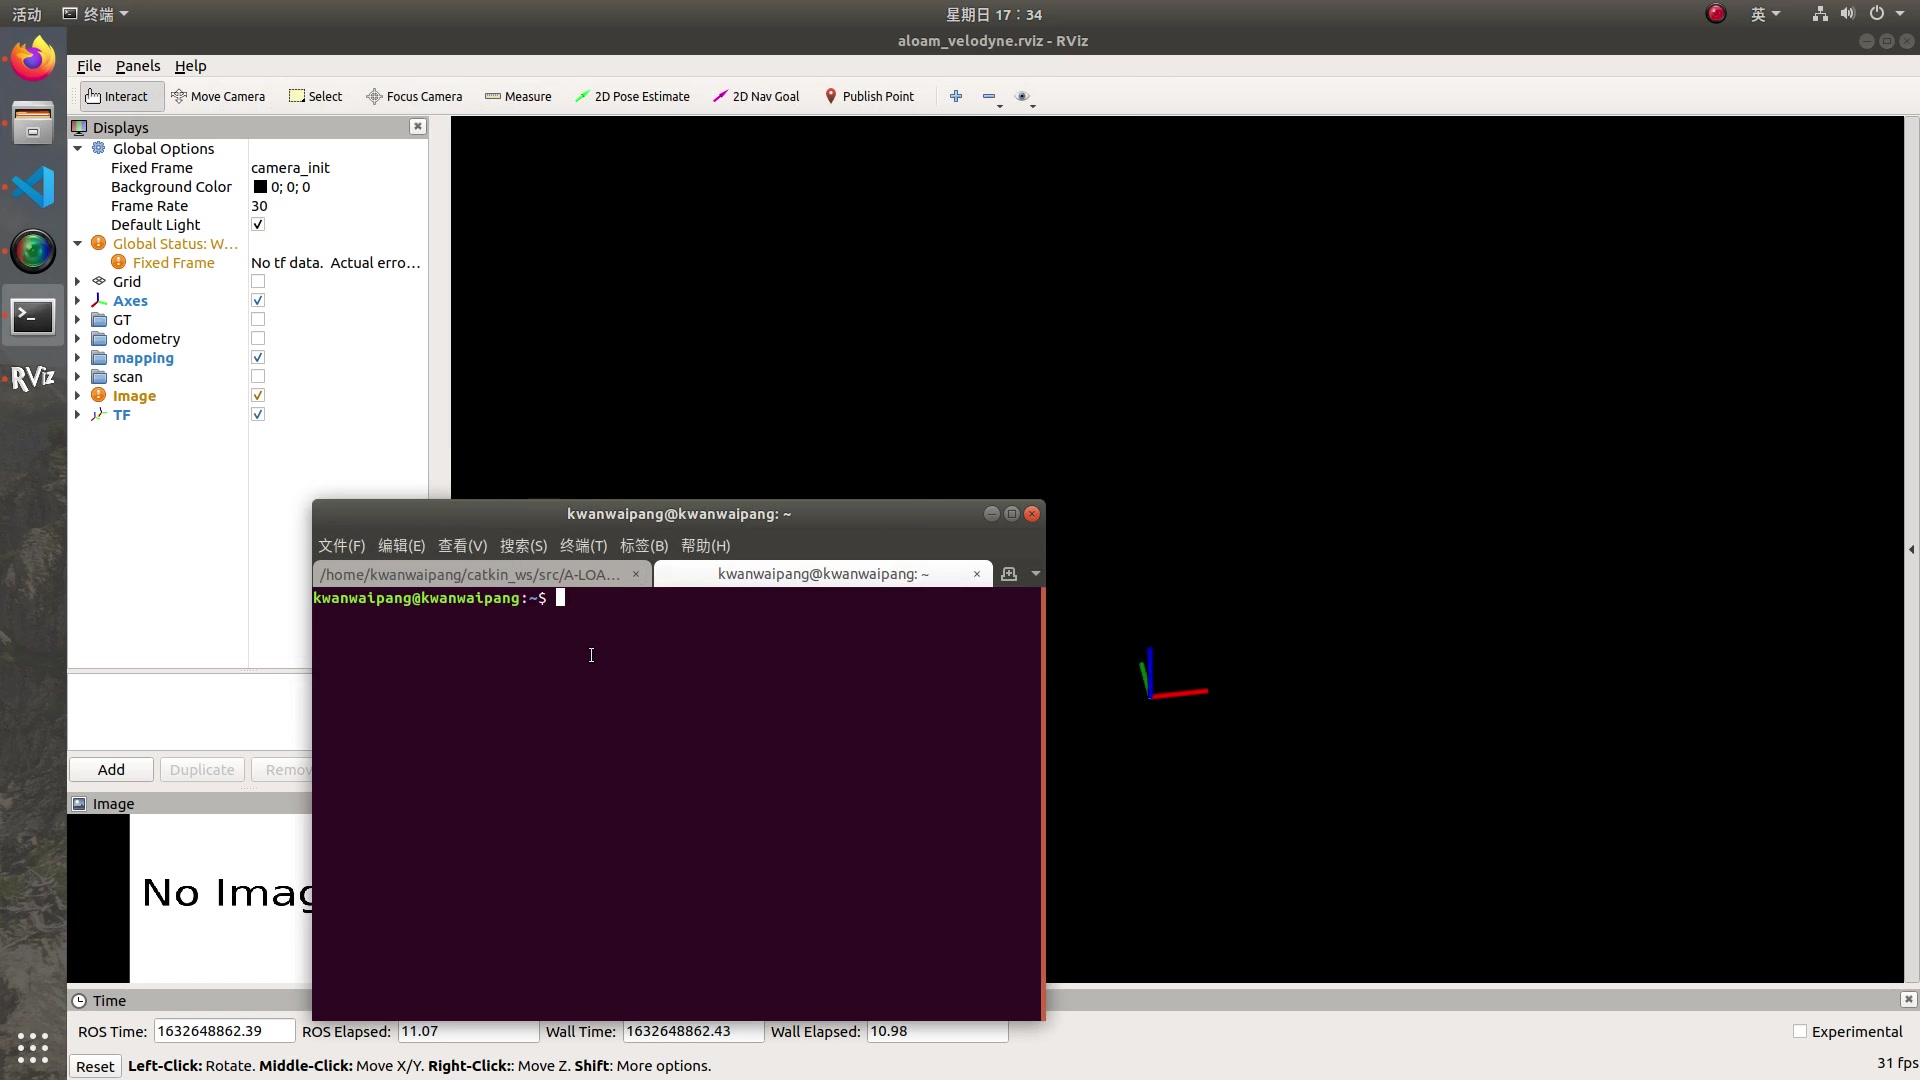 活动 终端 星期日 17：34 英
aloam_velodyne.rviz - RViz
File Panels Help
Interact Move Camera Select Focus Camera Measure 2D Pose Estimate 2D Nav Goal Publish Point
Displays
Global Options
Fixed Frame camera_init
Background Color 0; 0; 0
Frame Rate 30
Default Light
Global Status: W...
Fixed Frame No tf data. Actual erro...
Grid
Axes
GT
odometry
mapping
scan
Image
TF
RViz
kwanwaipang@kwanwaipang: ~
文件(F) 编辑(E) 查看(V) 搜索(S) 终端(T) 标签(B) 帮助(H)
/home/kwanwaipang/catkin_ws/src/A-LOA... kwanwaipang@kwanwaipang: ~
kwanwaipang@kwanwaipang:~$
Add Duplicate Remov
Image
No Imag
Time
ROS Time: 1632648862.39 ROS Elapsed: 11.07 Wall Time: 1632648862.43 Wall Elapsed: 10.98 Experimental
Reset Left-Click: Rotate. Middle-Click: Move X/Y. Right-Click:: Move Z. Shift: More options. 31 fps